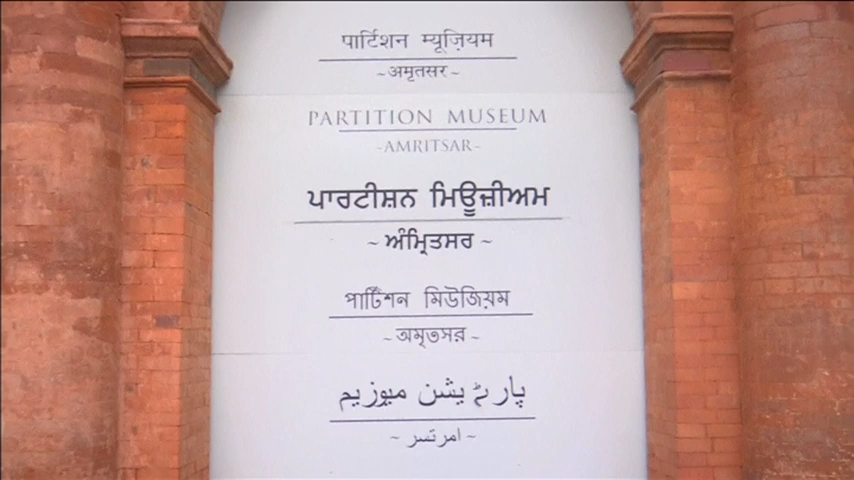 पार्टिशन म्यूज़ियम
~अमृतसर~
PARTITION MUSEUM
-AMRITSAR-
ਪਾਰਟੀਸ਼ਨ ਮਿਊਜ਼ੀਅਮ
~ ਅੰਮ੍ਰਿਤਸਰ ~
পার্টিশন মিউজিয়ম
~অমৃতসর~
پارٹیشن میوزیم
~ امرتسر ~